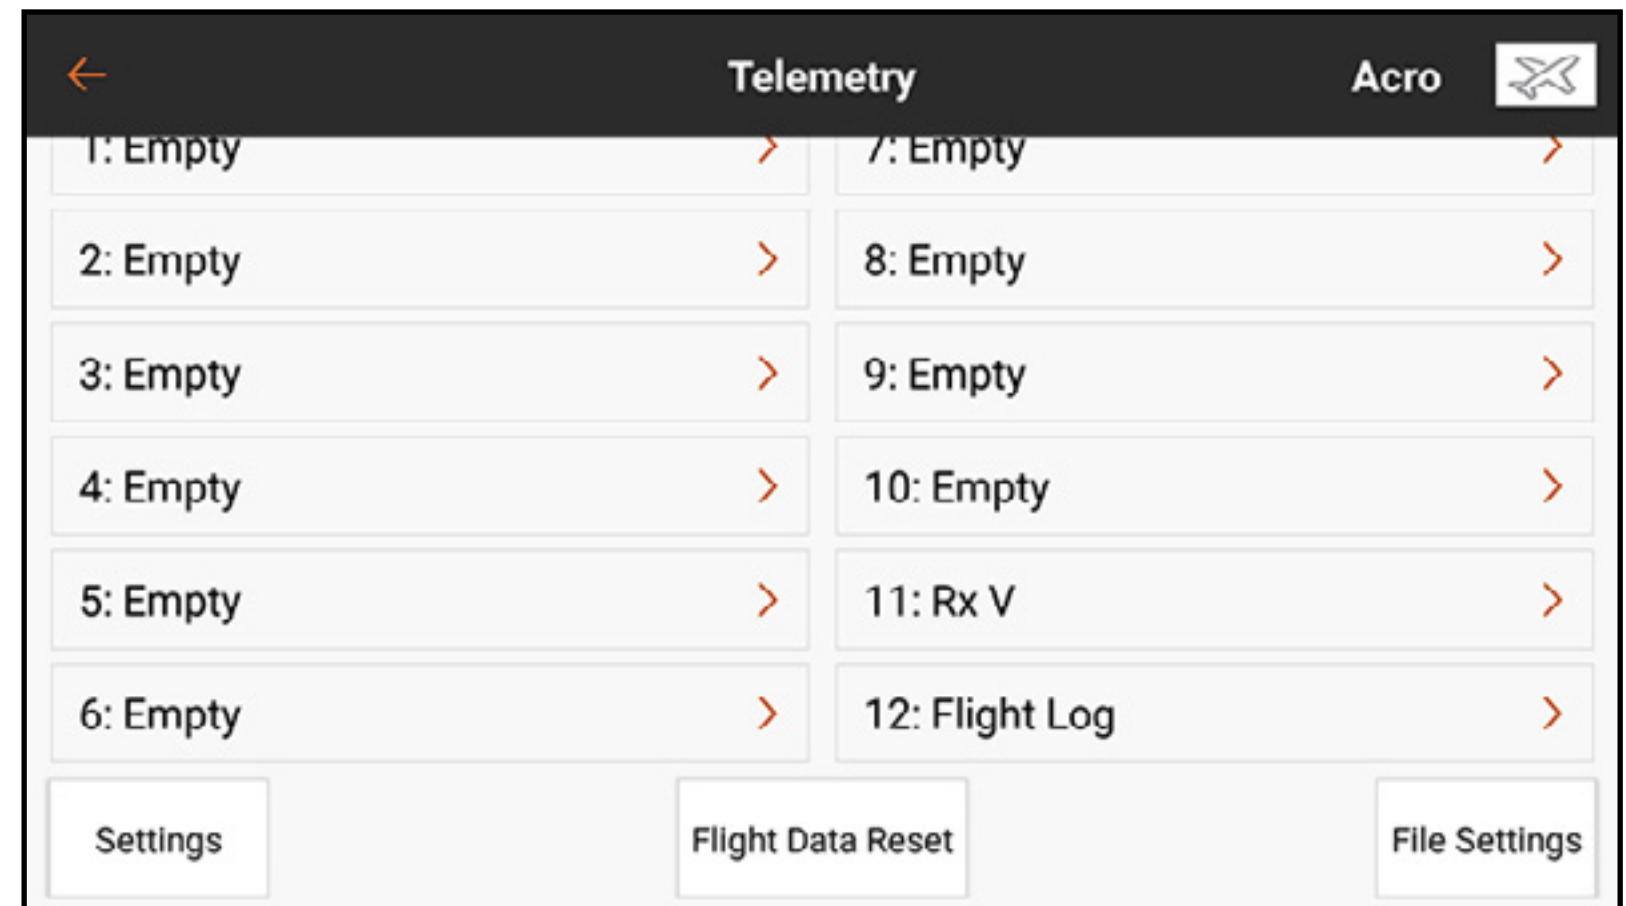 Telemetry
Acro
1: Empty
7: Empty
2: Empty
8: Empty
3: Empty
9: Empty
4: Empty
10: Empty
5: Empty
11: Rx V
6: Empty
12: Flight Log
Settings
Flight Data Reset
File Settings